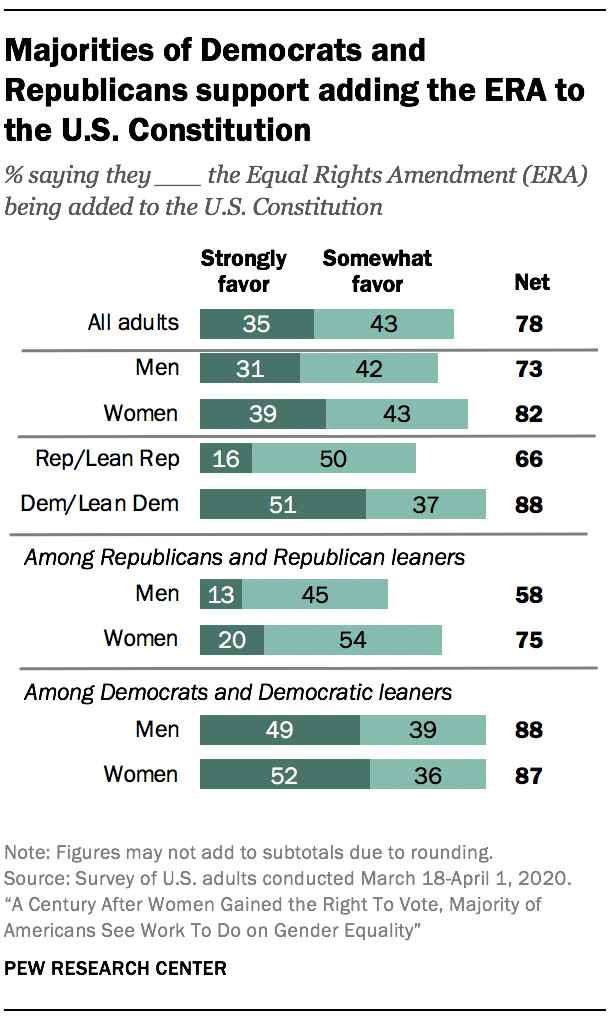 Majorities of Democrats and
Republicans support adding the ERA to
the U.S. Constitution
% saying they ___ the Equal Rights Amendment (ERA)
being added to the U.S. Constitution
Strongly favor Somewhat favor Net
All adults 35 43 78
Men 31 42 73
Women 39 43 82
Rep/Lean Rep 16 50 66
Dem/Lean Dem 51 37 88
Among Republicans and Republican leaners
Men 13 45 58
Women 20 54 75
Among Democrats and Democratic leaners
Men 49 39 88
Women 52 36 87
Note: Figures may not add to subtotals due to rounding.
Source: Survey of U.S. adults conducted March 18-April 1, 2020.
“A Century After Women Gained the Right To Vote, Majority of
Americans See Work To Do on Gender Equality”
PEW RESEARCH CENTER